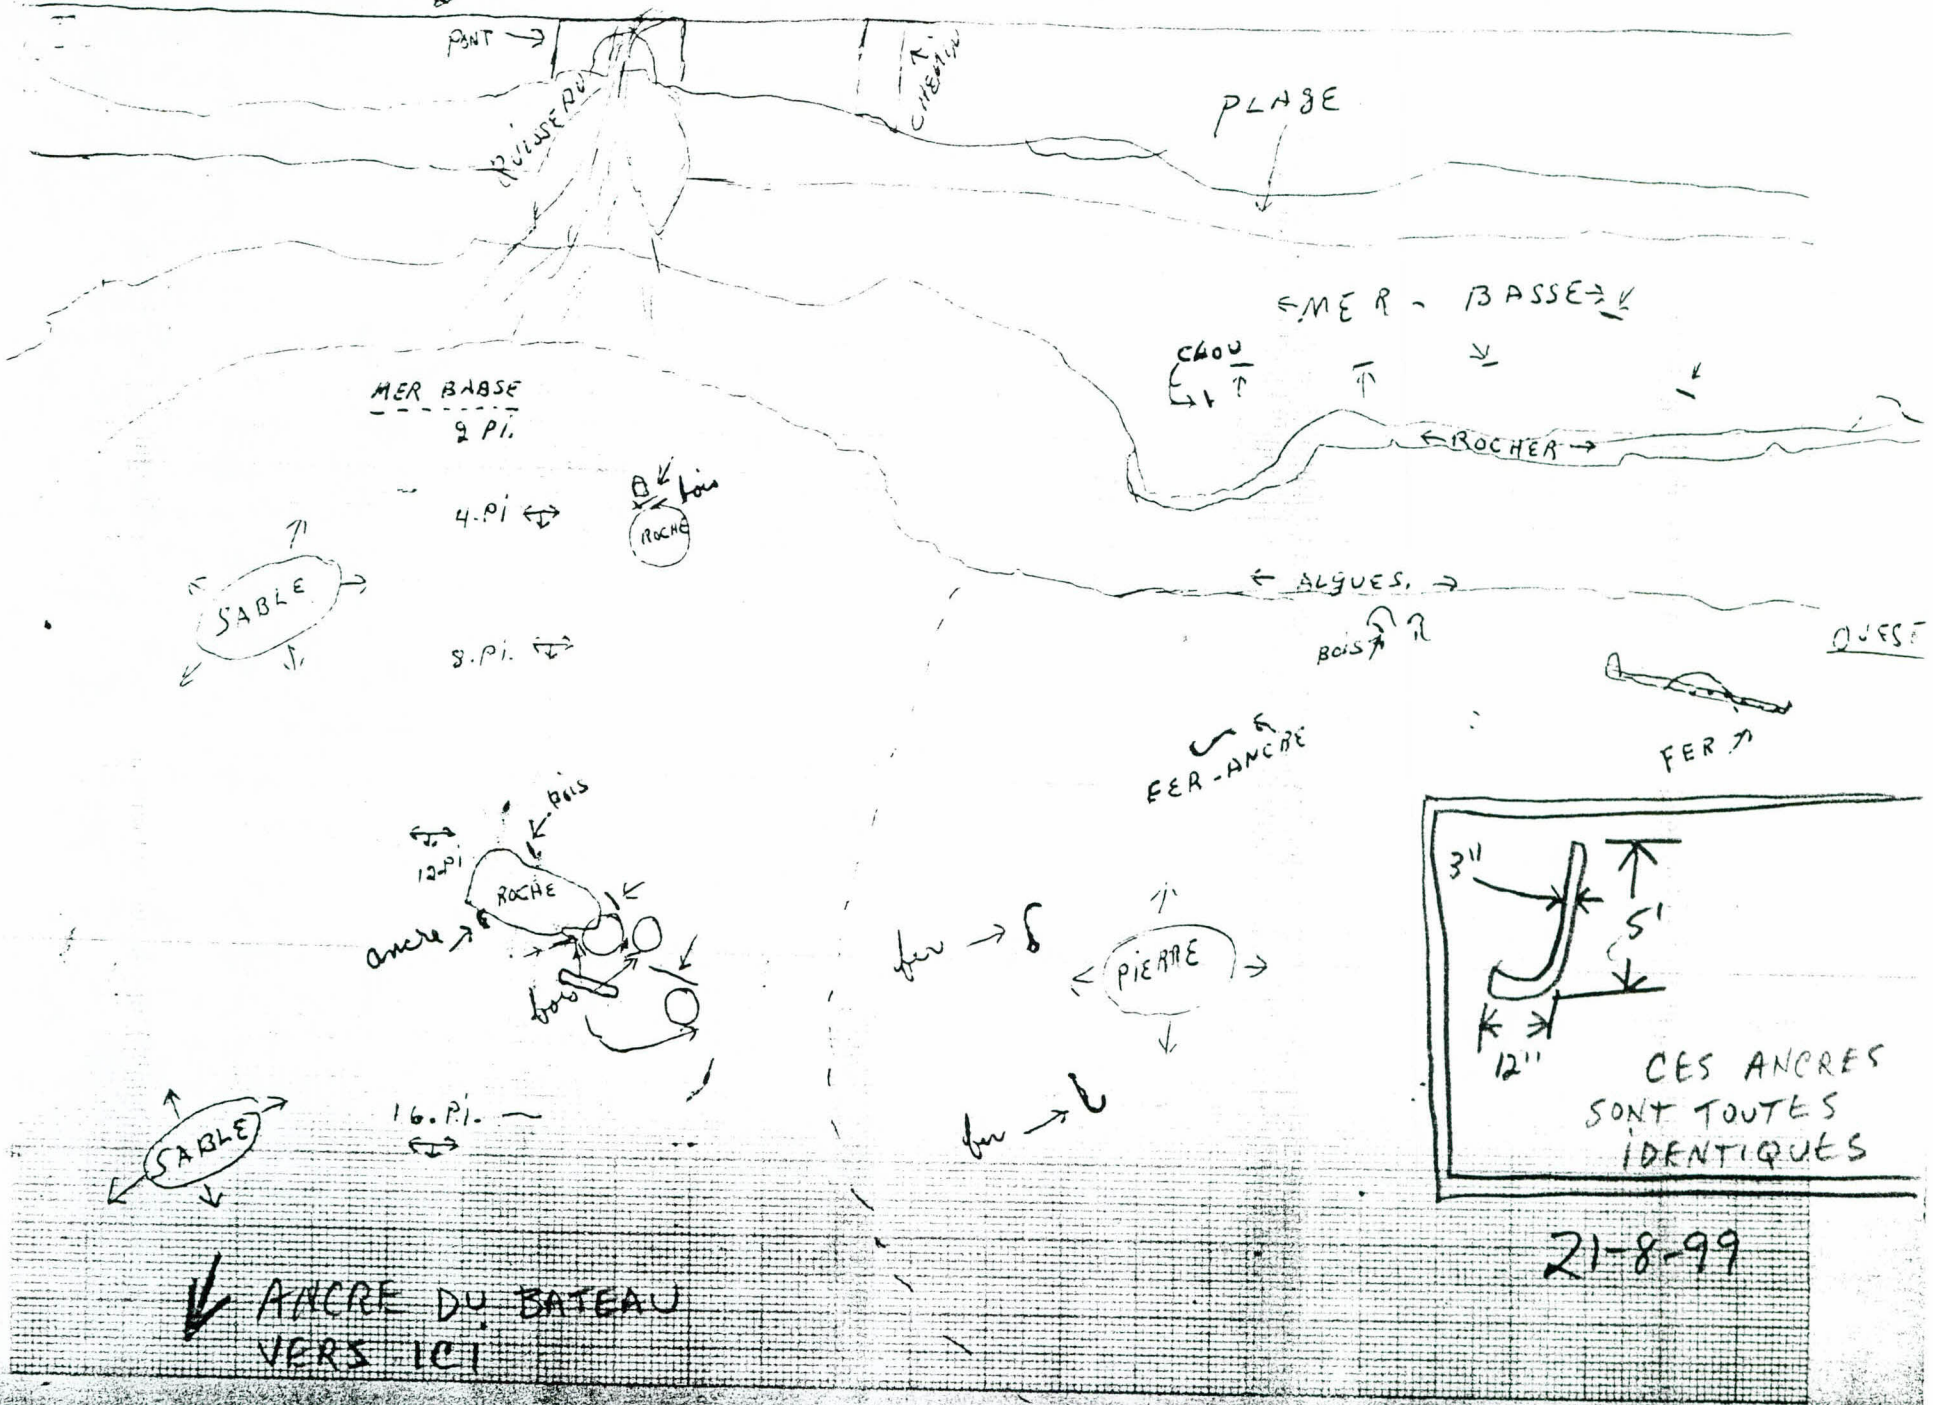 PONT
RUISSEAU
CHEMIN
PLAGE
MER - BASSE
CHOU
MER BASSE
2 PI.
ROCHER
B
bois
4.PI
ROCHE
SABLE
ALGUES.
8.PI.
BOIS
OUEST
FER
FER-ANCRE
bois
12.PI
ROCHE
ancre
bois
fer
PIERRE
fer
16.PI.
SABLE
3"
5'
12"
CES ANCRES
SONT TOUTES
IDENTIQUES
21-8-99
ANCRE DU BATEAU
VERS ICI